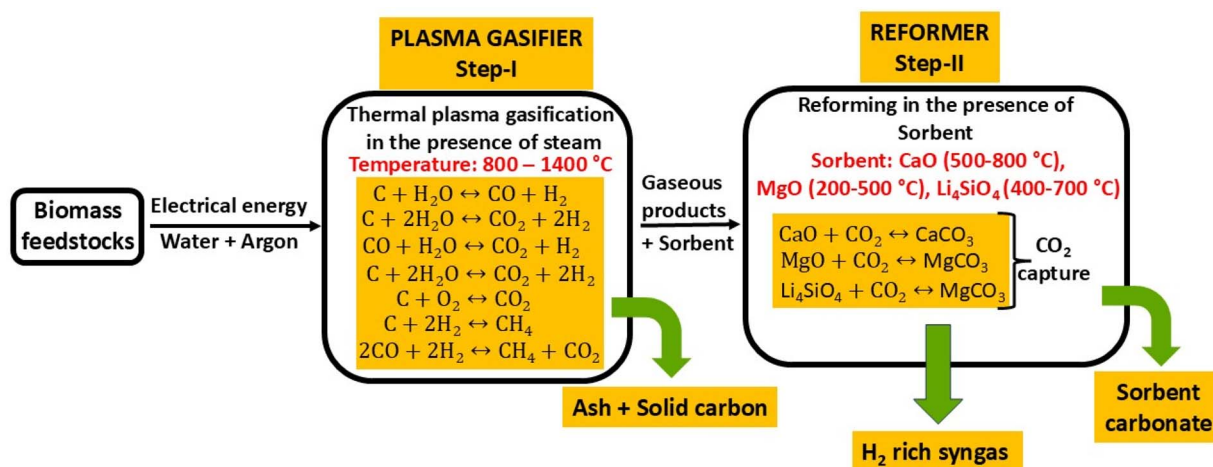 PLASMA GASIFIER
Step-I
REFORMER
Step-II
Biomass
feedstocks
Electrical energy
Water + Argon
Thermal plasma gasification
in the presence of steam
Temperature: 800 – 1400 °C
C + H₂O ↔ CO + H₂
C + 2H₂O ↔ CO₂ + 2H₂
CO + H₂O ↔ CO₂ + H₂
C + 2H₂O ↔ CO₂ + 2H₂
C + O₂ ↔ CO₂
C + 2H₂ ↔ CH₄
2CO + 2H₂ ↔ CH₄ + CO₂
Ash + Solid carbon
Gaseous
products
+ Sorbent
Reforming in the presence of
Sorbent
Sorbent: CaO (500-800 °C),
MgO (200-500 °C), Li₄SiO₄ (400-700 °C)
CaO + CO₂ ↔ CaCO₃
MgO + CO₂ ↔ MgCO₃
Li₄SiO₄ + CO₂ ↔ MgCO₃
CO₂
capture
H₂ rich syngas
Sorbent
carbonate